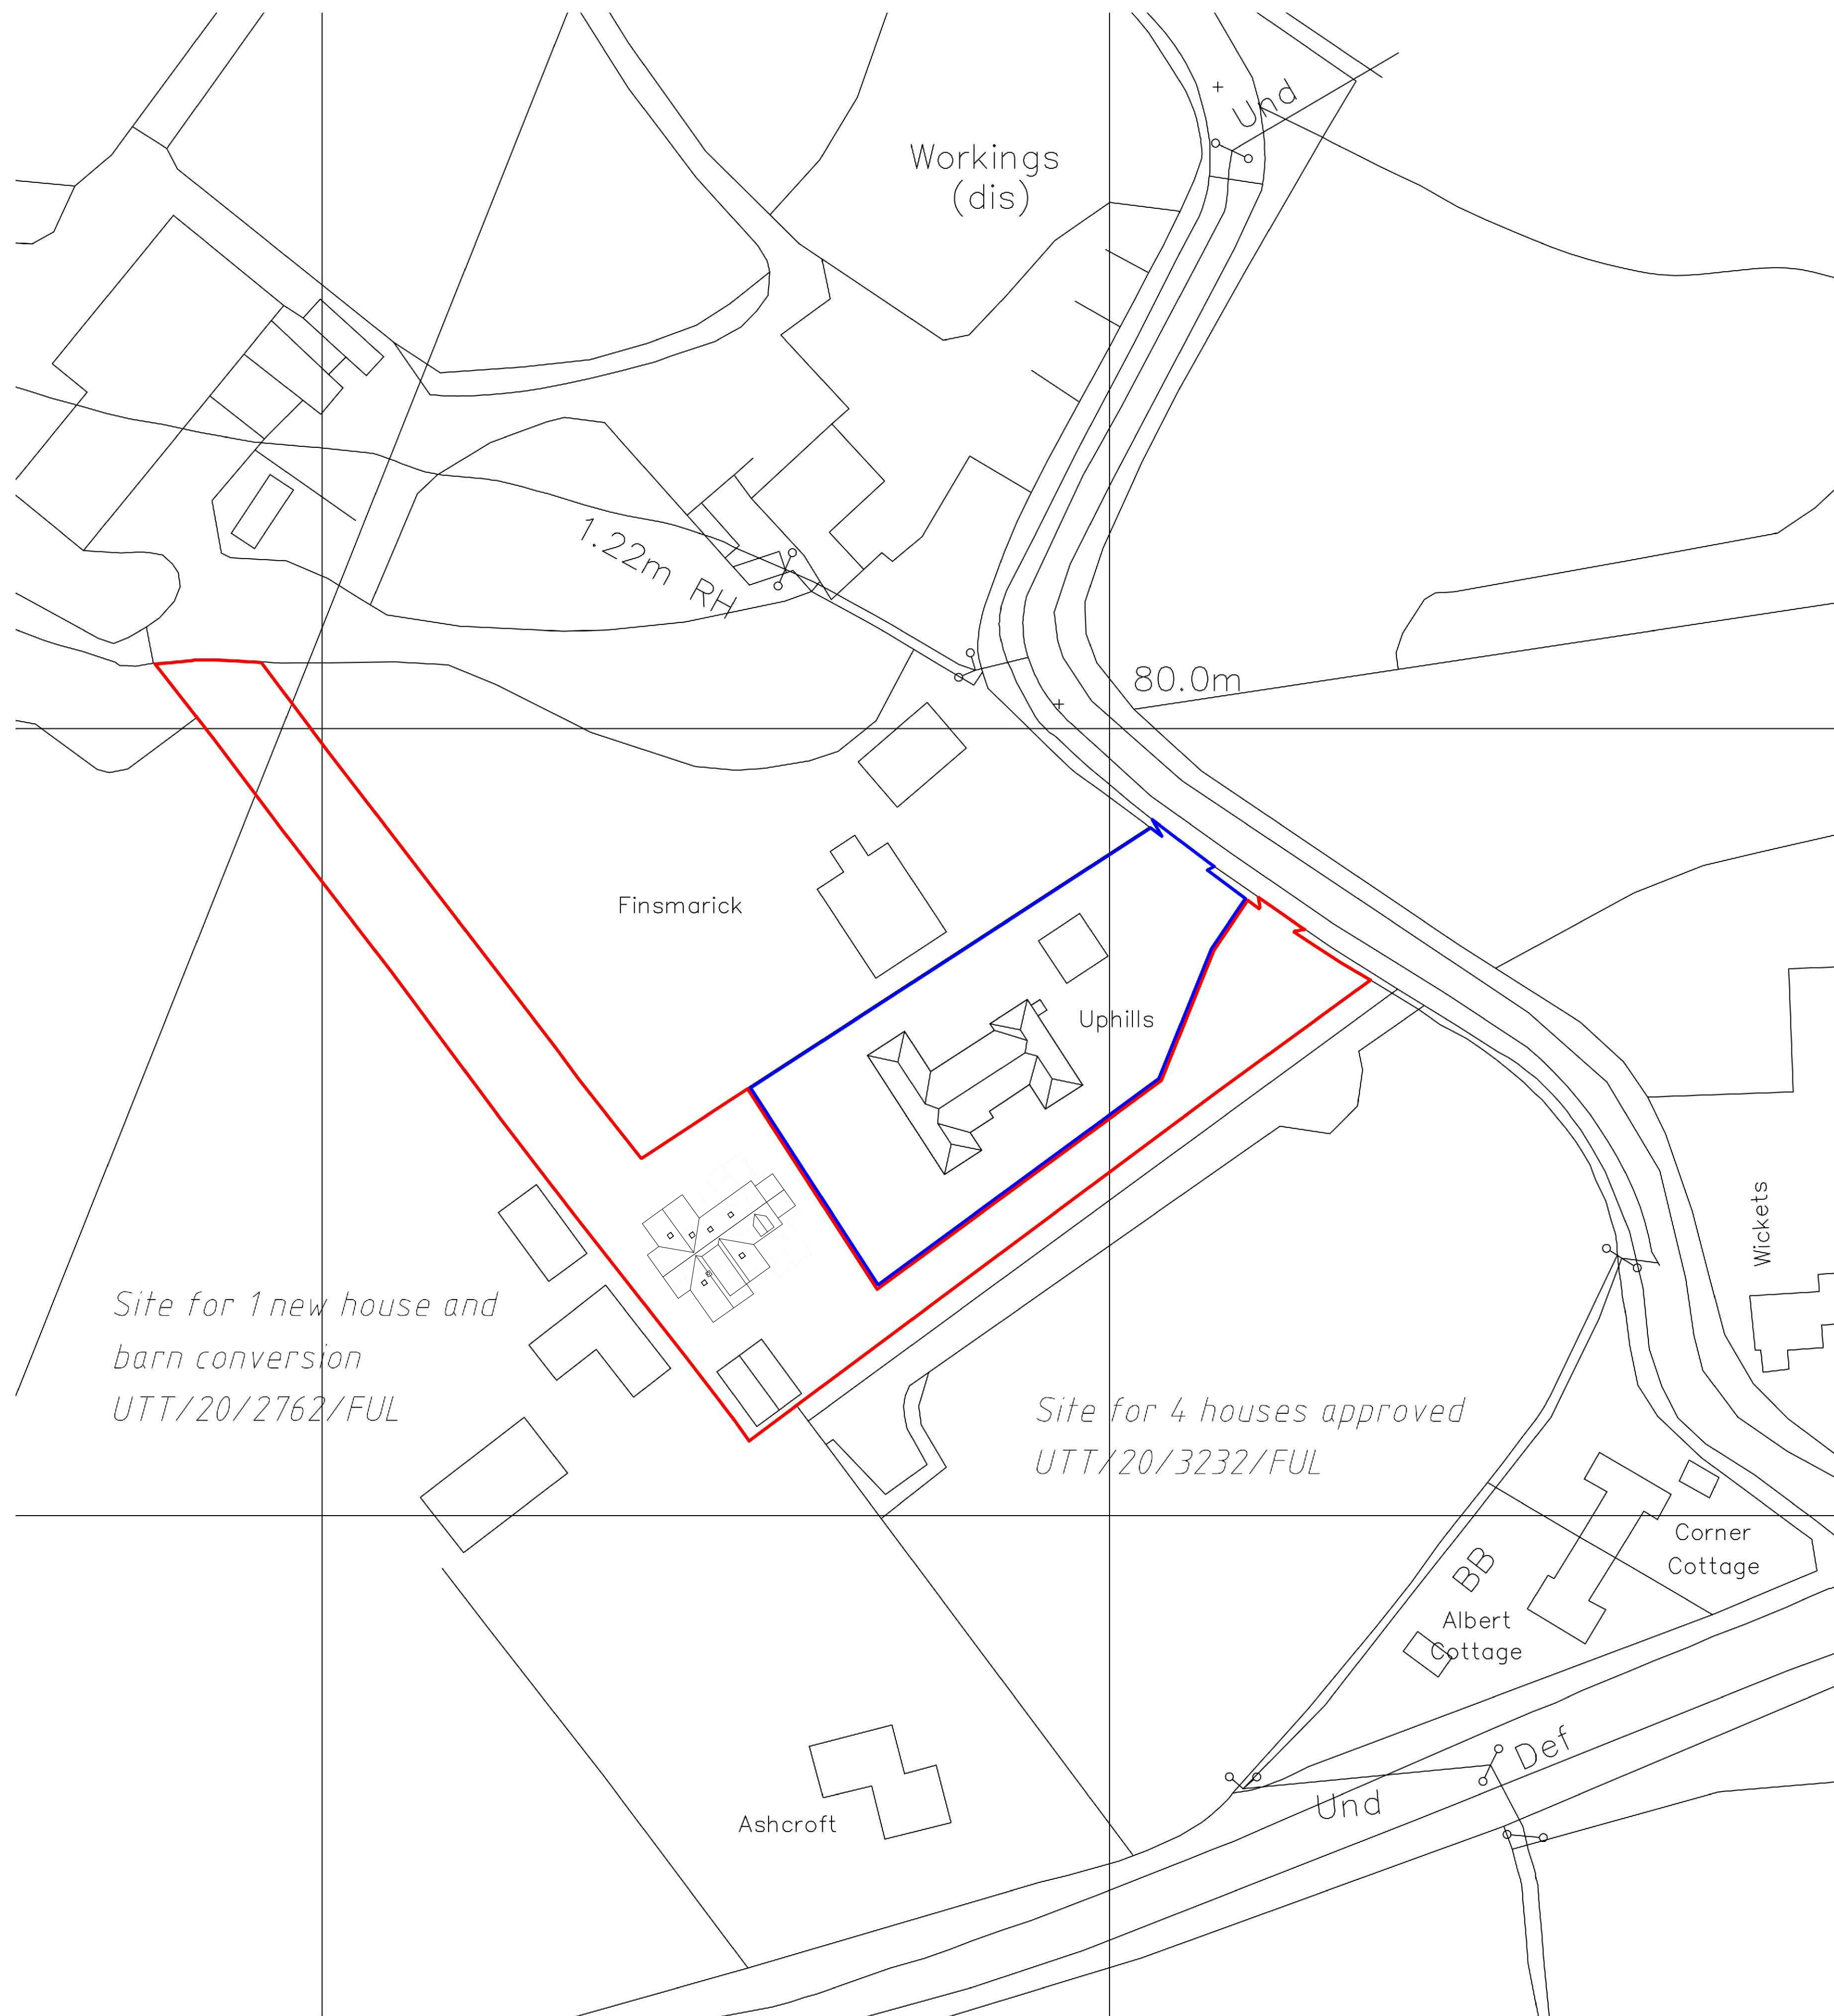 Und
Workings
(dis)
1.22m RH
80.0m
Finsmarick
Uphills
Wickets
Site for 1 new house and
barn conversion
UTT/20/2762/FUL
Site for 4 houses approved
UTT/20/3232/FUL
Corner
Cottage
BB
Albert
Cottage
Def
Und
Ashcroft